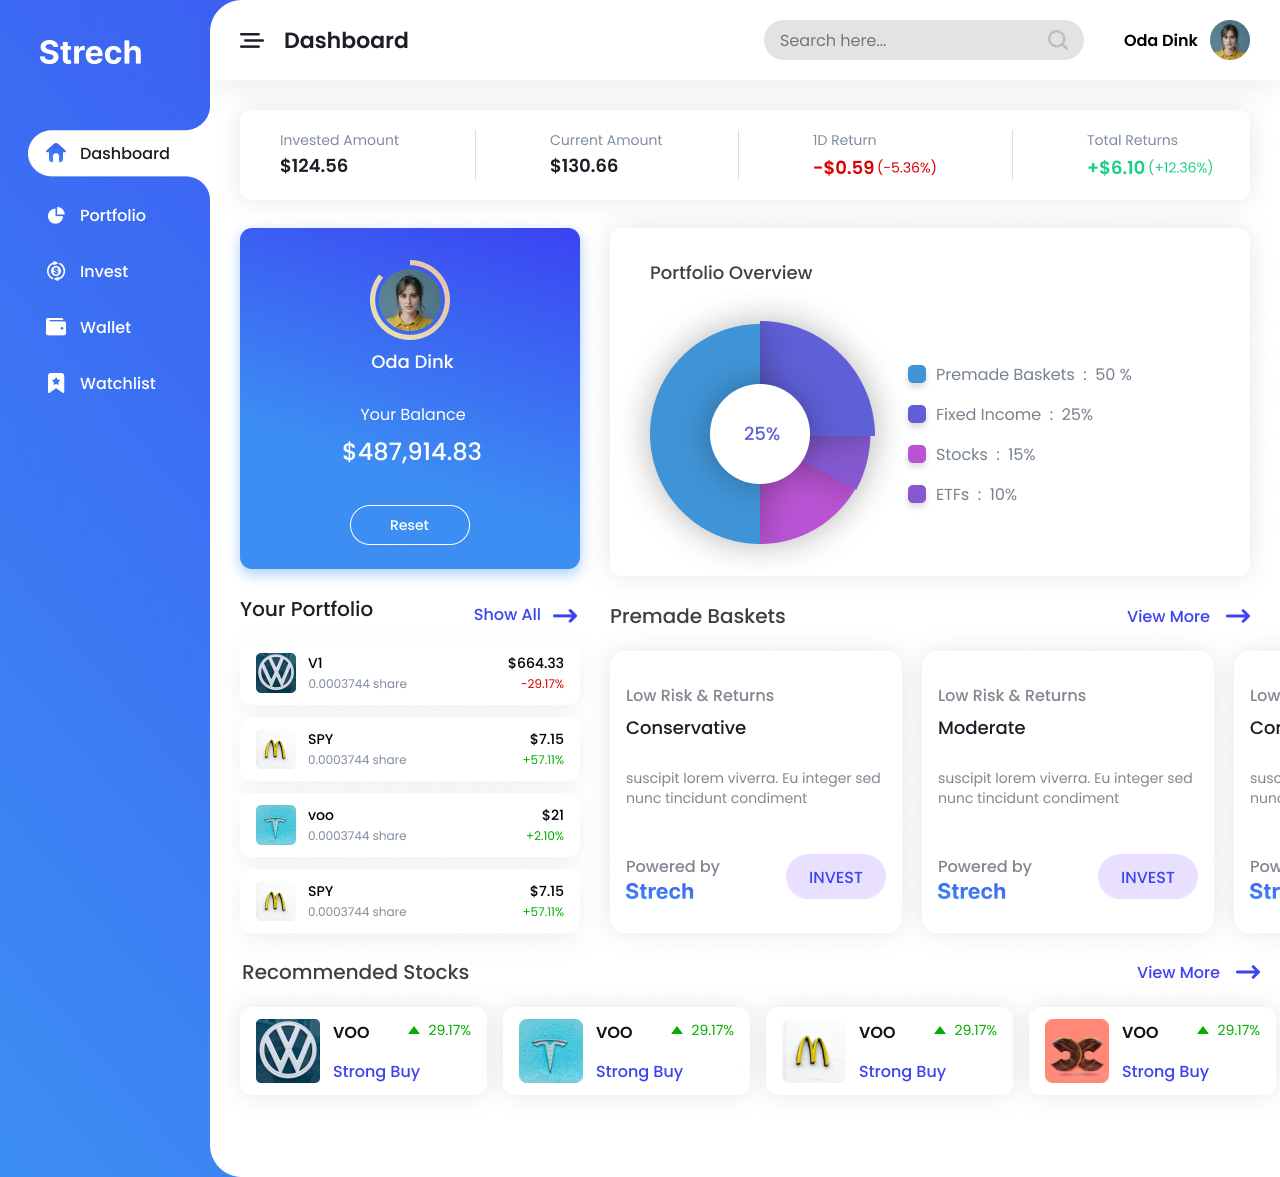 Strech
Dashboard
Search here...
Oda Dink
Dashboard
Portfolio
Invest
Wallet
Watchlist
Invested Amount
$124.56
Current Amount
$130.66
1D Return
-$0.59 (-5.36%)
Total Returns
+$6.10 (+12.36%)
Oda Dink
Your Balance
$487,914.83
Reset
Portfolio Overview
25%
Premade Baskets : 50 %
Fixed Income : 25%
Stocks : 15%
ETFs : 10%
Your Portfolio
Show All
V1
$664.33
0.0003744 share
-29.17%
SPY
$7.15
0.0003744 share
+57.11%
voo
$21
0.0003744 share
+2.10%
SPY
$7.15
0.0003744 share
+57.11%
Premade Baskets
View More
Low Risk & Returns
Conservative
suscipit lorem viverra. Eu integer sed
nunc tincidunt condiment
Powered by
Strech
INVEST
Low Risk & Returns
Moderate
suscipit lorem viverra. Eu integer sed
nunc tincidunt condiment
Powered by
Strech
INVEST
Low
Cor
susc
nunc
Pow
Str
Recommended Stocks
View More
VOO
29.17%
Strong Buy
VOO
29.17%
Strong Buy
VOO
29.17%
Strong Buy
VOO
29.17%
Strong Buy